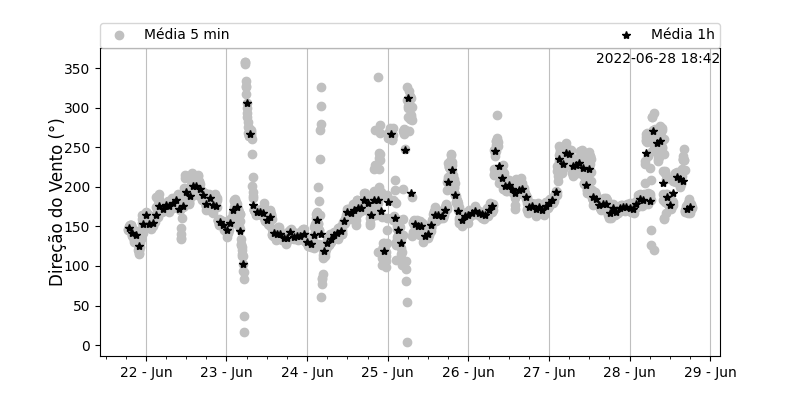 Média 5 min
Média 1h
2022-06-28 18:42
Direção do Vento (°)
350
300
250
200
150
100
50
0
22 - Jun
23 - Jun
24 - Jun
25 - Jun
26 - Jun
27 - Jun
28 - Jun
29 - Jun